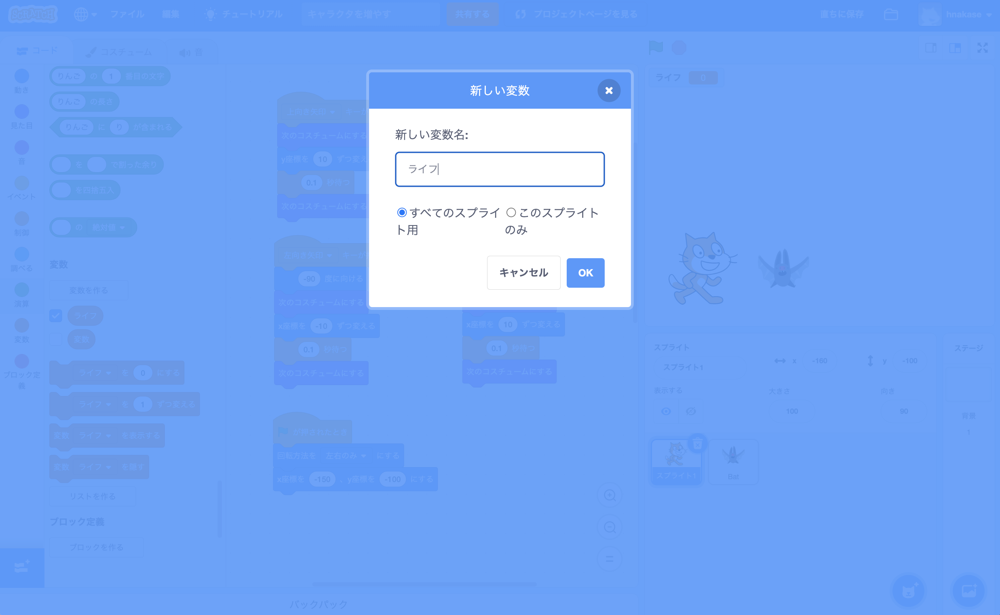 SCRATCH
ファイル
編集
チュートリアル
キャラクタを増やす
共有する
プロジェクトページを見る
直ちに保存
hnakase
コード
コスチューム
音
動き
見た目
音
イベント
制御
調べる
演算
変数
ブロック定
義
りんご の 1 番目の文字
りんご の長さ
りんご に り が含まれる
を で割った余り
を四捨五入
の 絶対値
変数
変数を作る
ライフ
変数
ライフ を 0 にする
ライフ を 1 ずつ変える
変数 ライフ を表示する
変数 ライフ を隠す
リストを作る
ブロック定義
ブロックを作る
上向き矢印 キーが
次のコスチュームにする
y座標を 10 ずつ変え
0.1 秒待つ
次のコスチュームにする
左向き矢印 キーが
-90 度に向ける
次のコスチュームにする
x座標を -10 ずつ変える
0.1 秒待つ
次のコスチュームにする
x座標を 10 ずつ変える
0.1 秒待つ
次のコスチュームにする
が押されたとき
回転方法を 左右のみ にする
x座標を -150 、y座標を -100 にする
バックパック
新しい変数
新しい変数名:
ライフ
すべてのスプライ
ト用
このスプライト
のみ
キャンセル
OK
ライフ 0
スプライト
スプライト1
x -160
y -100
表示する
大きさ
100
向き
90
スプライト1
Bat
ステージ
背景
1